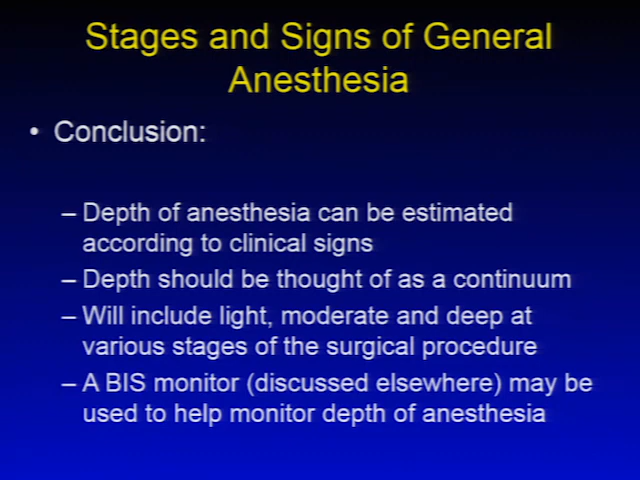 Stages and Signs of General
Anesthesia
• Conclusion:
– Depth of anesthesia can be estimated
according to clinical signs
– Depth should be thought of as a continuum
– Will include light, moderate and deep at
various stages of the surgical procedure
– A BIS monitor (discussed elsewhere) may be
used to help monitor depth of anesthesia